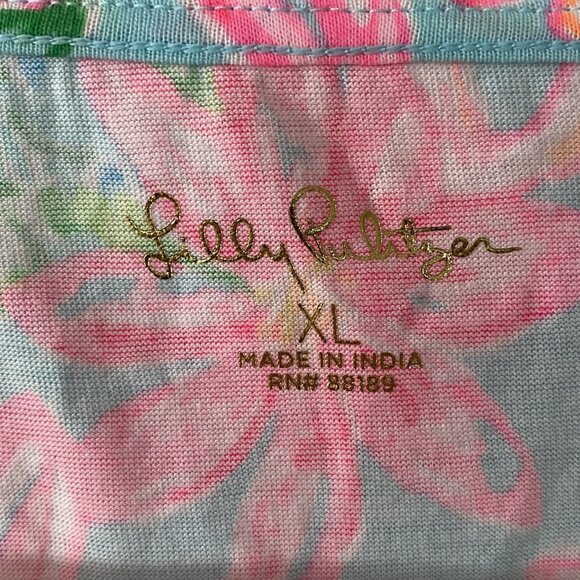 Lilly Pulitzer
XL
MADE IN INDIA
RN# 88189